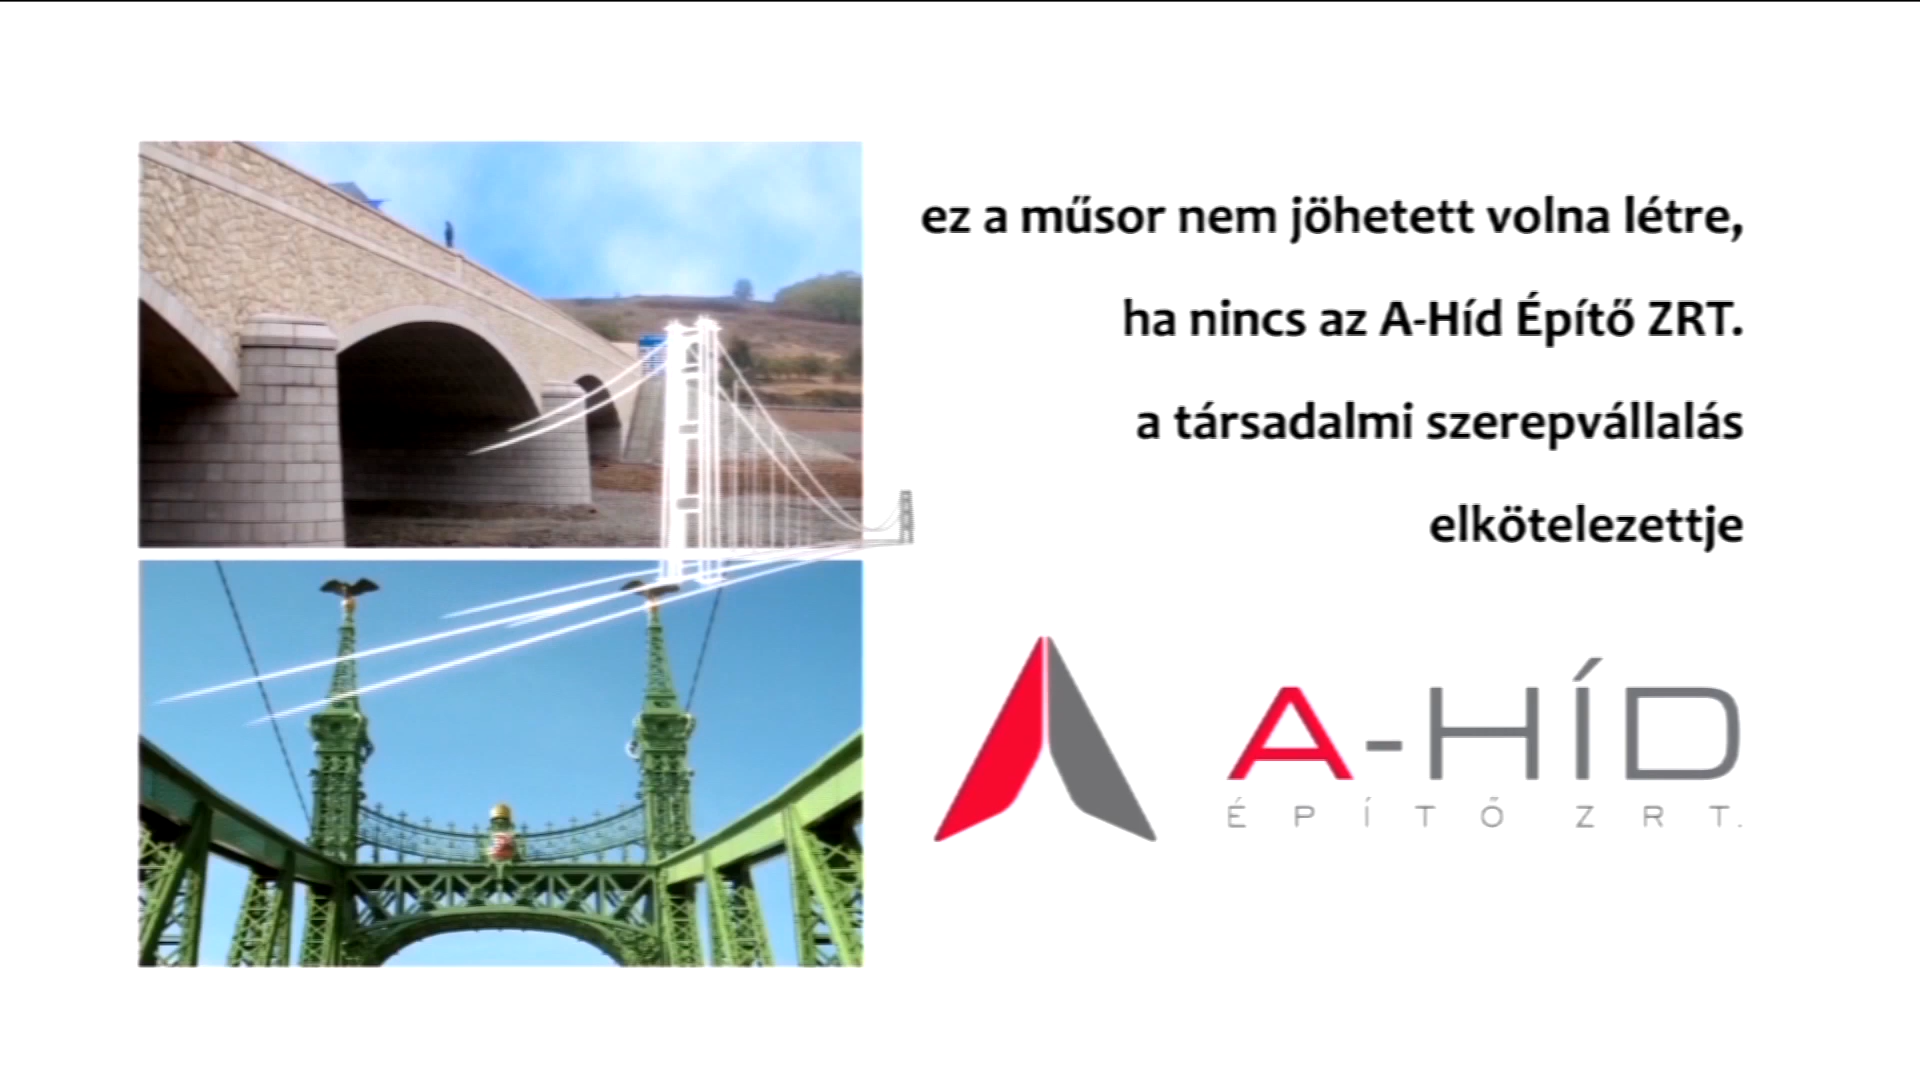 ez a műsor nem jöhetett volna létre,
ha nincs az A-Híd Építő ZRT.
a társadalmi szerepvállalás
elkötelezettje
A-HÍD
ÉPÍTŐ ZRT.